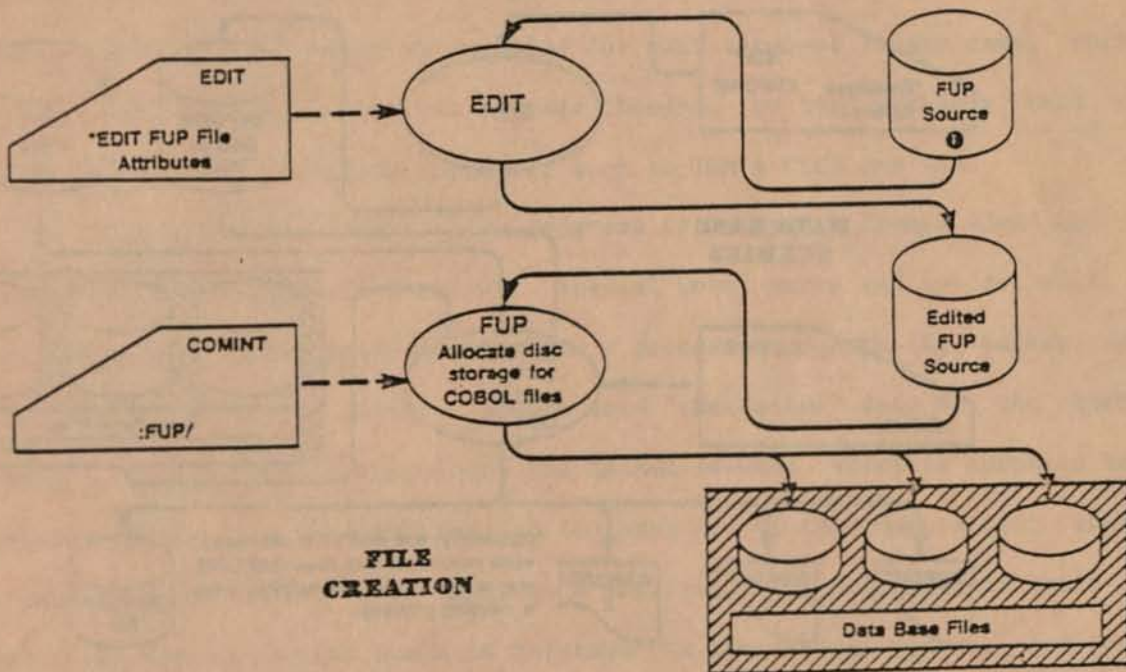 EDIT
*EDIT FUP File
Attributes
EDIT
FUP
Source
1
COMINT
:FUP/
FUP
Allocate disc
storage for
COBOL files
Edited
FUP
Source
FILE
CREATION
Data Base Files